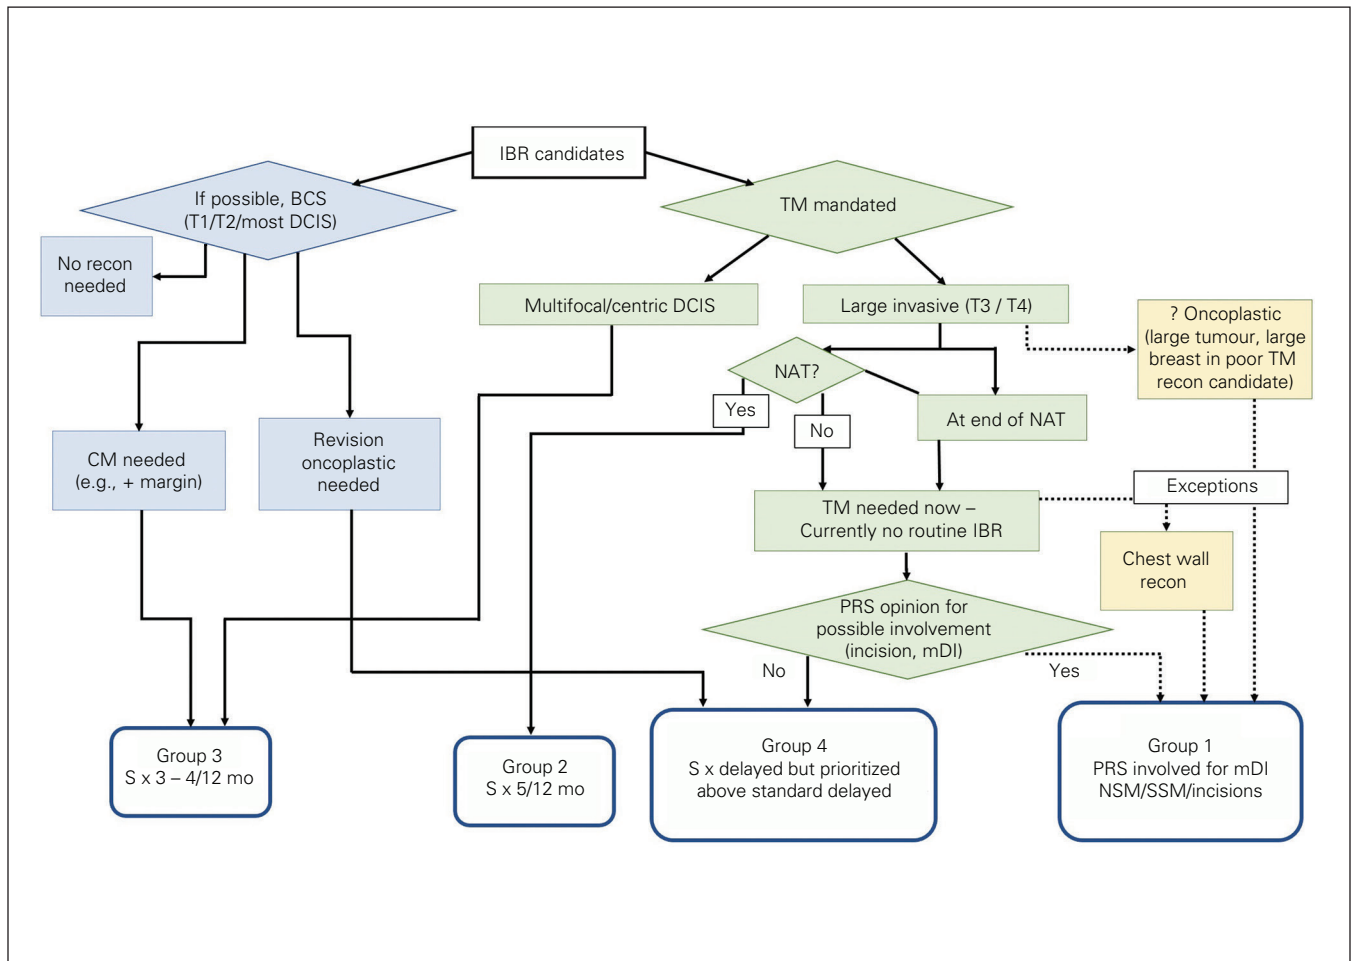 IBR candidates
If possible, BCS
(T1/T2/most DCIS)
TM mandated
No recon
needed
Multifocal/centric DCIS
Large invasive (T3 / T4)
? Oncoplastic
(large tumour, large
breast in poor TM
recon candidate)
NAT?
Yes
No
At end of NAT
CM needed
(e.g., + margin)
Revision
oncoplastic
needed
Exceptions
TM needed now –
Currently no routine IBR
Chest wall
recon
PRS opinion for
possible involvement
(incision, mDI)
No
Yes
Group 3
S x 3 – 4/12 mo
Group 2
S x 5/12 mo
Group 4
S x delayed but prioritized
above standard delayed
Group 1
PRS involved for mDI
NSM/SSM/incisions